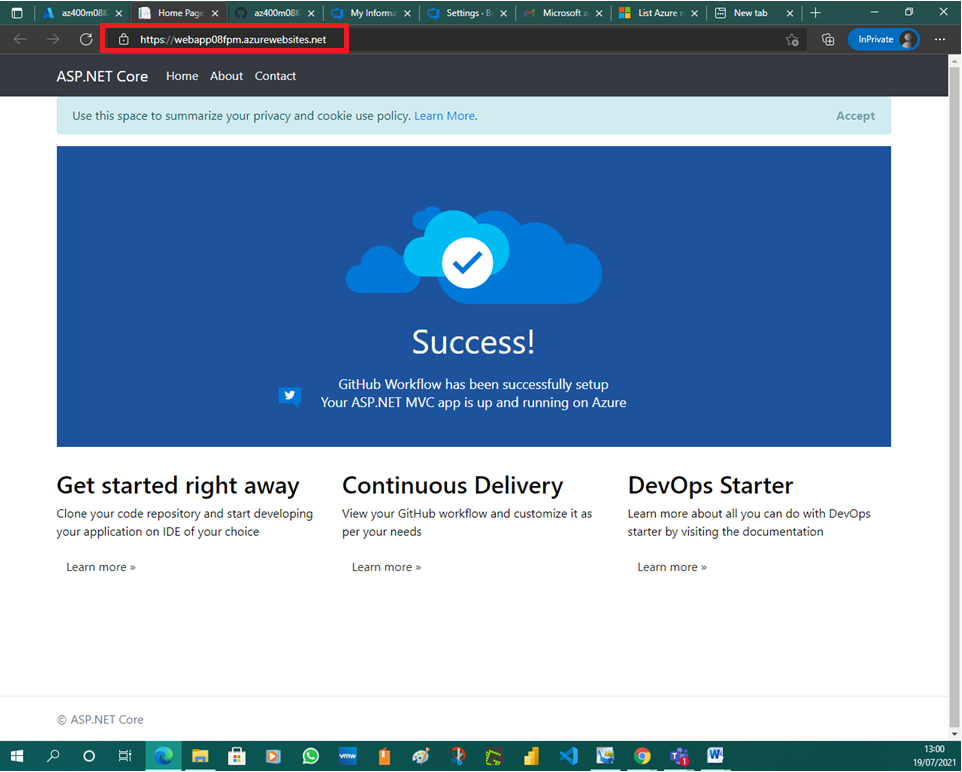 az400m08l
Home Page
az400m08l
My Informa
Settings - Bi
Microsoft a
List Azure r
New tab
https://webapp08fpm.azurewebsites.net
InPrivate
ASP.NET Core Home About Contact
Use this space to summarize your privacy and cookie use policy. Learn More.
Accept
Success!
GitHub Workflow has been successfully setup
Your ASP.NET MVC app is up and running on Azure
Get started right away
Clone your code repository and start developing
your application on IDE of your choice
Learn more »
Continuous Delivery
View your GitHub workflow and customize it as
per your needs
Learn more »
DevOps Starter
Learn more about all you can do with DevOps
starter by visiting the documentation
Learn more »
© ASP.NET Core
vmw
13:00
19/07/2021